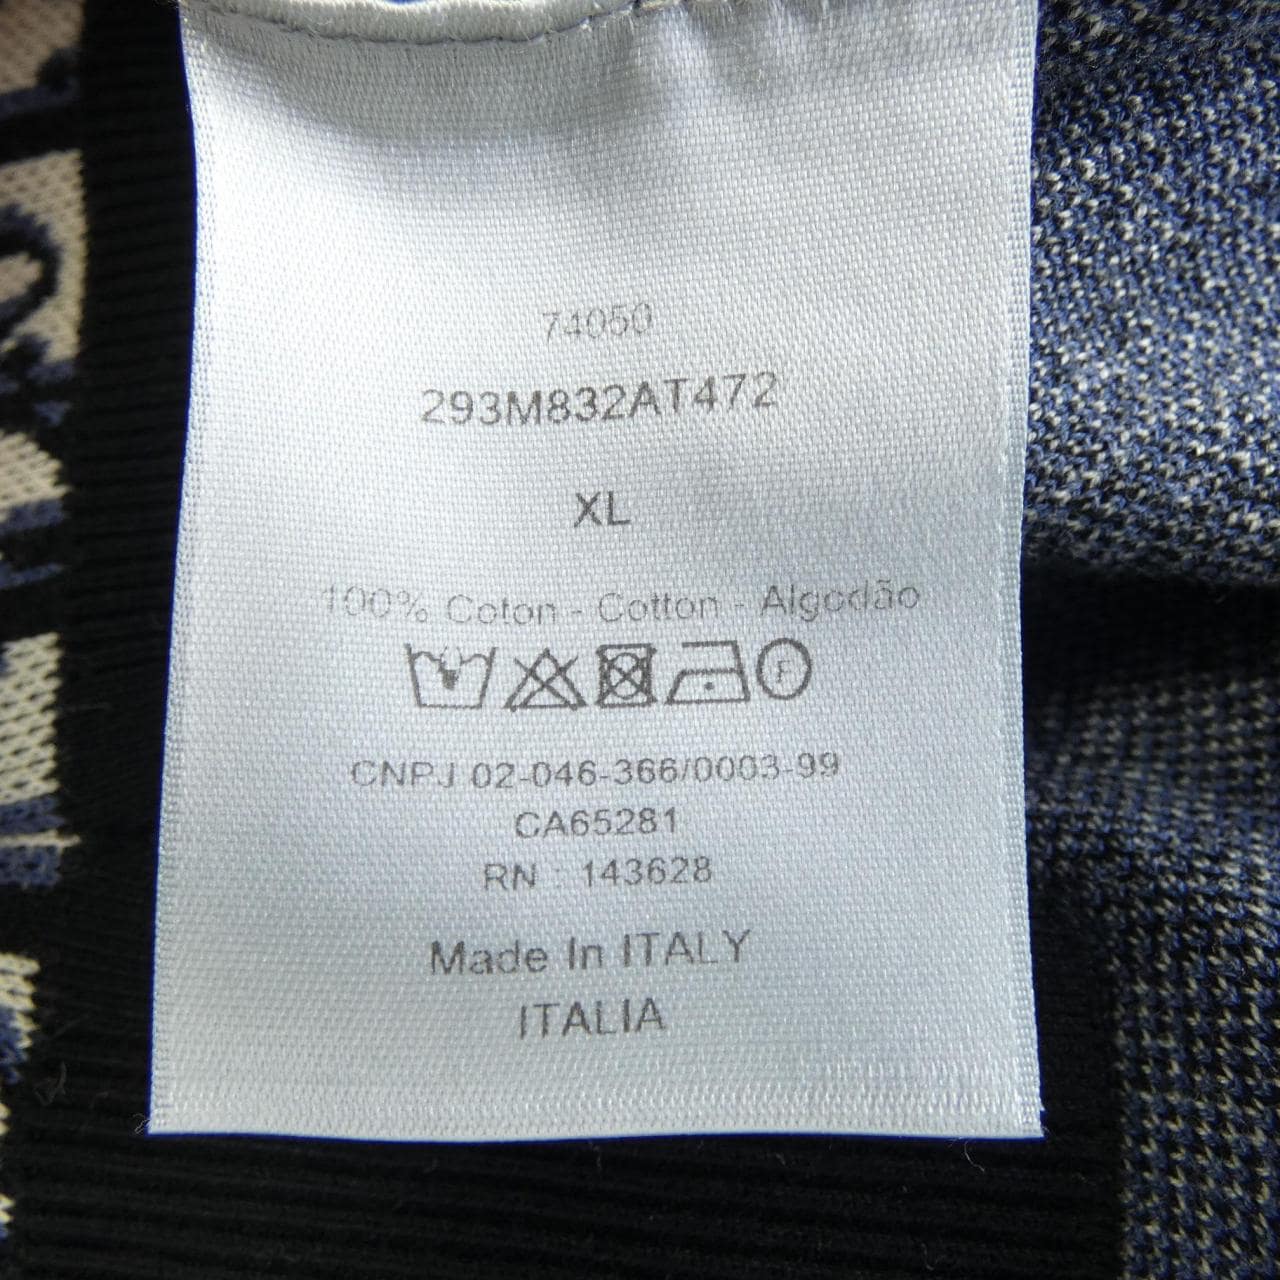 74050
293M832AT472
XL
100% Coton - Cotton - Algodão
F
CNPJ 02-046-366/0003-99
CA65281
RN : 143628
Made In ITALY
ITALIA